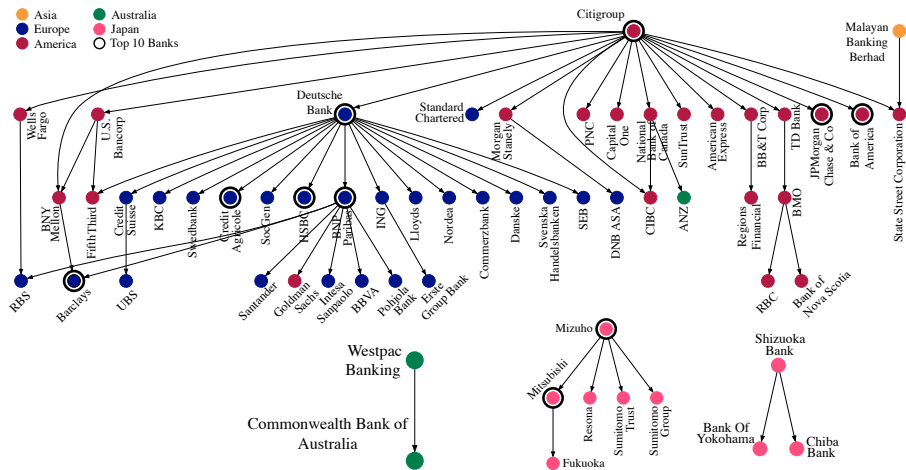 Asia
Europe
America
Australia
Japan
Top 10 Banks
Citigroup
Malayan
Banking
Berhad
Deutsche
Bank
Standard
Chartered
Wells
Fargo
U.S.
Bancorp
Morgan
Stanely
PNC
Capital
One
National
Bank of
Canada
SunTrust
American
Express
BB&T Corp
TD Bank
JPMorgan
Chase & Co
Bank of
America
State Street Corporation
BNY
Mellon
Fifth Third
Credit
Suisse
KBC
Swedbank
Credit
Agricole
SocGen
HSBC
BNP
Paribas
ING
Lloyds
Nordea
Commerzbank
Danske
Svenska
Handelsbanken
SEB
DNB ASA
CIBC
ANZ
Regions
Financial
BMO
RBS
Barclays
UBS
Santander
Goldman
Sachs
Intesa
Sanpaolo
BBVA
Pohjola
Bank
Erste
Group Bank
RBC
Bank of
Nova Scotia
Westpac
Banking
Commonwealth Bank of
Australia
Mizuho
Mitsubishi
Resona
Sumitomo
Trust
Sumitomo
Group
Fukuoka
Shizuoka
Bank
Bank Of
Yokohama
Chiba
Bank